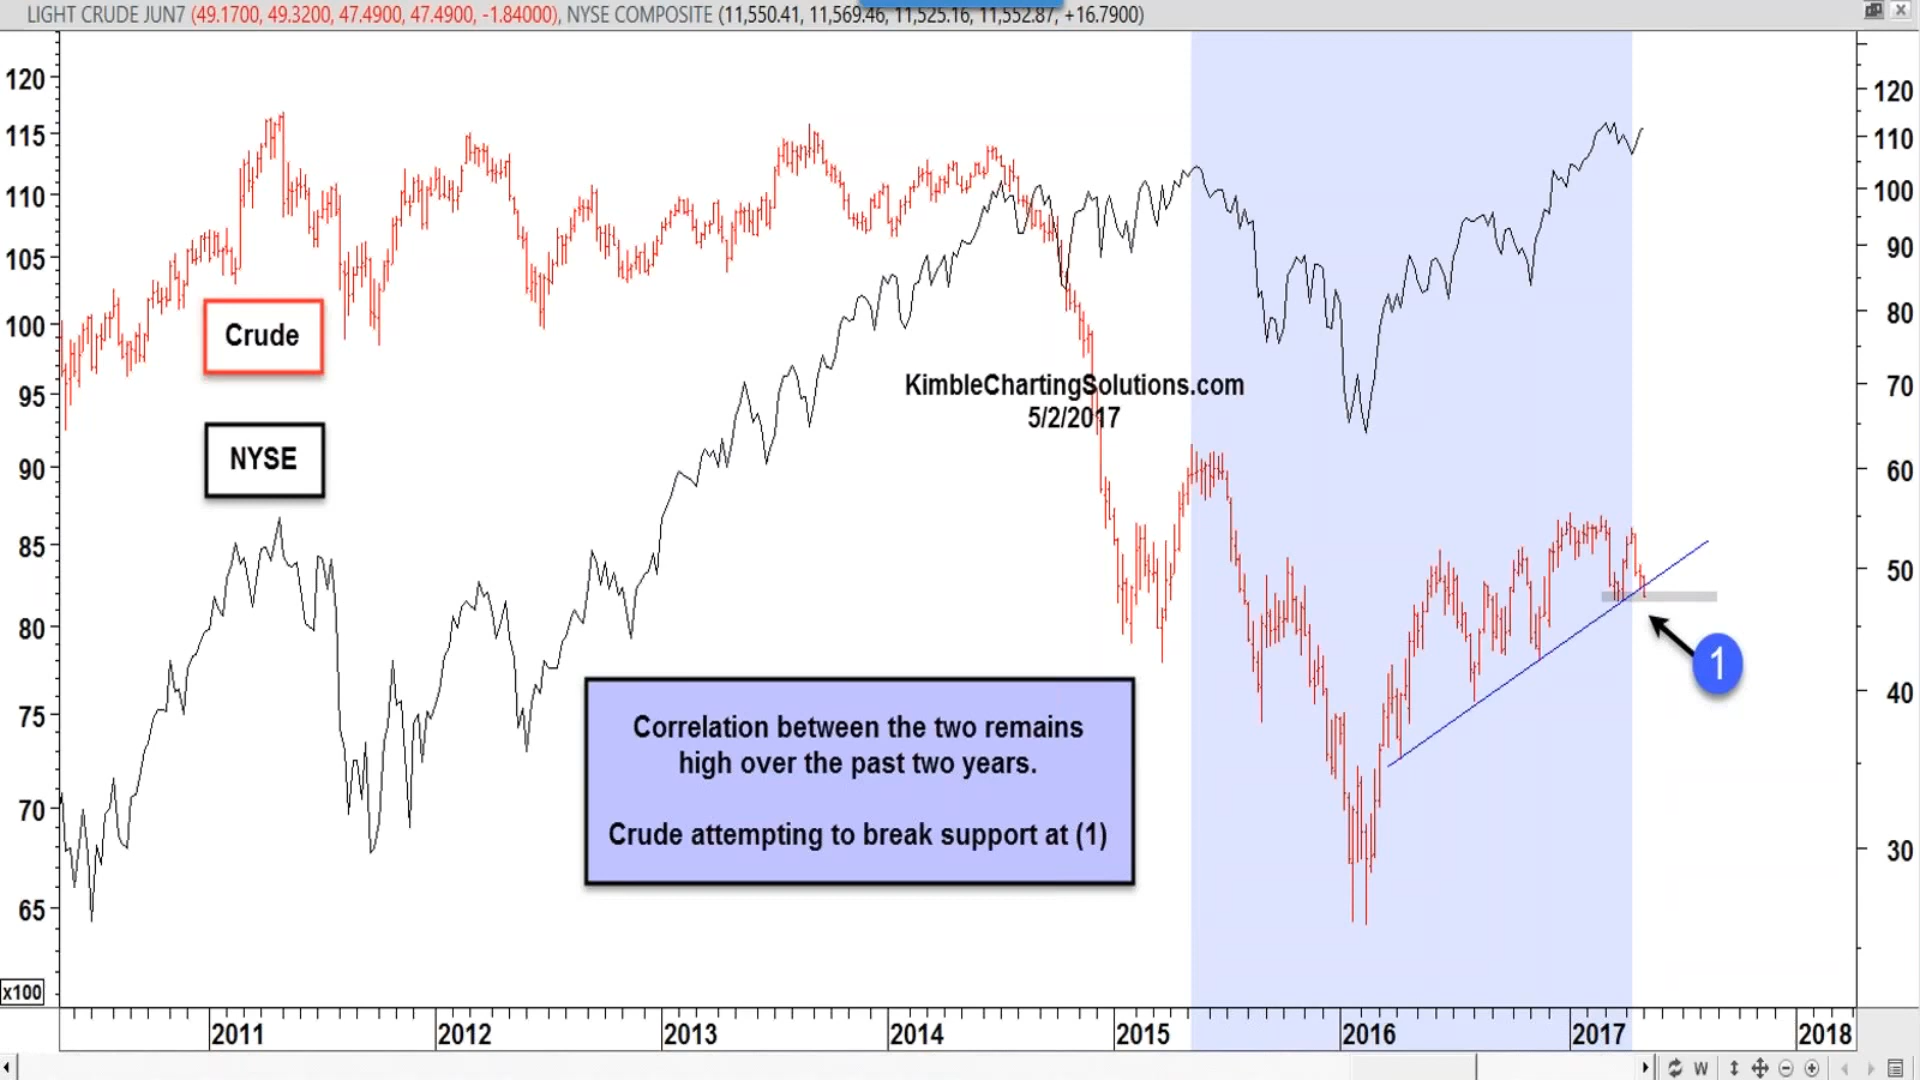 LIGHT CRUDE JUN7 (49.1700, 49.3200, 47.4900, 47.4900, -1.84000), NYSE COMPOSITE (11,550.41, 11,569.46, 11,525.16, 11,552.87, +16.7900)
120
115
110
105
100
95
90
85
80
75
70
65
x100
Crude
NYSE
KimbleChartingSolutions.com
5/2/2017
Correlation between the two remains
high over the past two years.
Crude attempting to break support at (1)
1
120
110
100
90
80
70
60
50
40
30
2011 2012 2013 2014 2015 2016 2017 2018
W